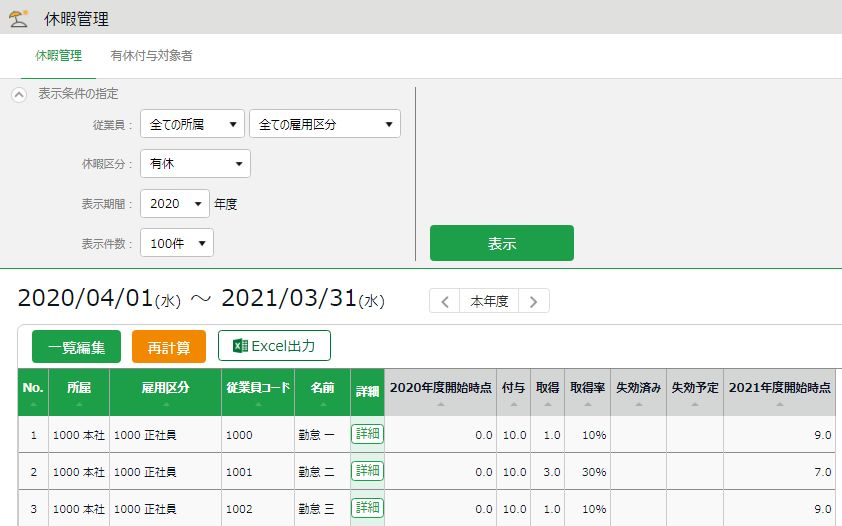 休暇管理
休暇管理 有休付与対象者
表示条件の指定
従業員： 全ての所属 全ての雇用区分
休暇区分： 有休
表示期間： 2020 年度
表示件数： 100件
表示
2020/04/01(水) ～ 2021/03/31(水) 本年度
一覧編集 再計算 Excel出力
No. 所属 雇用区分 従業員コード 名前 詳細 2020年度開始時点 付与 取得 取得率 失効済み 失効予定 2021年度開始時点
1 1000 本社 1000 正社員 1000 勤怠 一 詳細 0.0 10.0 1.0 10% 9.0
2 1000 本社 1000 正社員 1001 勤怠 二 詳細 0.0 10.0 3.0 30% 7.0
3 1000 本社 1000 正社員 1002 勤怠 三 詳細 0.0 10.0 1.0 10% 9.0